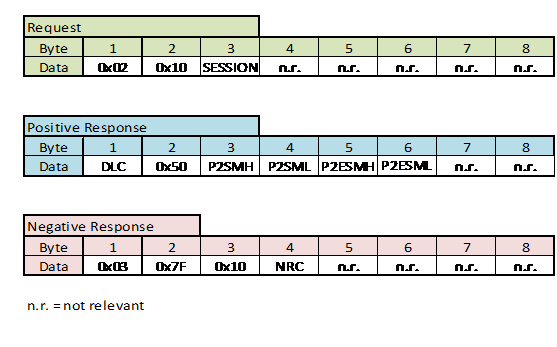 Request
Byte 1 2 3 4 5 6 7 8
Data 0x02 0x10 SESSION n.r. n.r. n.r. n.r. n.r.
Positive Response
Byte 1 2 3 4 5 6 7 8
Data DLC 0x50 P2SMH P2SML P2ESMH P2ESML n.r. n.r.
Negative Response
Byte 1 2 3 4 5 6 7 8
Data 0x03 0x7F 0x10 NRC n.r. n.r. n.r. n.r.
n.r. = not relevant